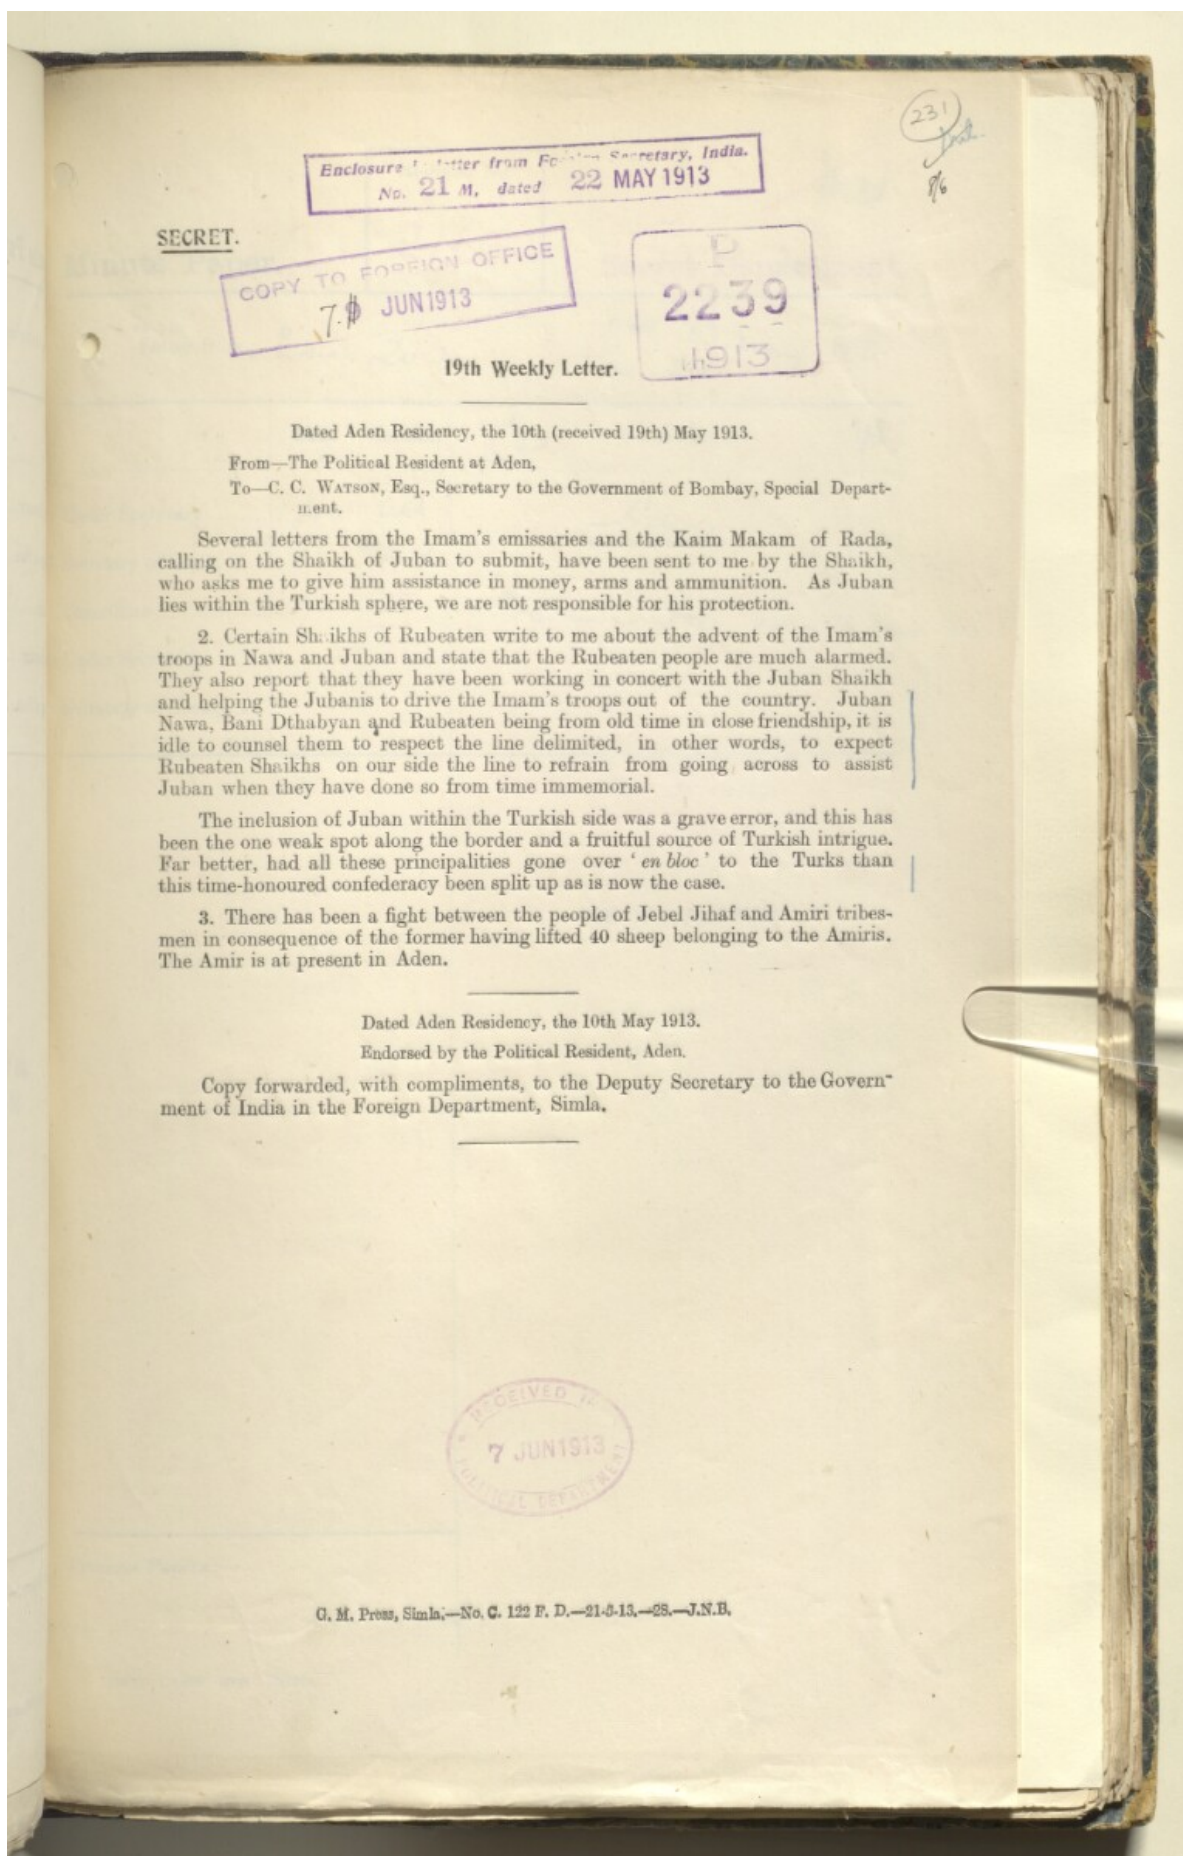 231
8/6
Enclosure letter from Secretary, India.
No. 21 M, dated 22 MAY 1913
SECRET.
COPY TO FOREIGN OFFICE
7. JUN 1913
P
2239
1913
19th Weekly Letter.
Dated Aden Residency, the 10th (received 19th) May 1913.
From—The Political Resident at Aden,
To—C. C. WATSON, Esq., Secretary to the Government of Bombay, Special Depart-
ment.
Several letters from the Imam's emissaries and the Kaim Makam of Rada,
calling on the Shaikh of Juban to submit, have been sent to me by the Shaikh,
who asks me to give him assistance in money, arms and ammunition. As Juban
lies within the Turkish sphere, we are not responsible for his protection.
2. Certain Shaikhs of Rubeaten write to me about the advent of the Imam's
troops in Nawa and Juban and state that the Rubeaten people are much alarmed.
They also report that they have been working in concert with the Juban Shaikh
and helping the Jubanis to drive the Imam's troops out of the country. Juban
Nawa, Bani Dthabyan and Rubeaten being from old time in close friendship, it is
idle to counsel them to respect the line delimited, in other words, to expect
Rubeaten Shaikhs on our side the line to refrain from going across to assist
Juban when they have done so from time immemorial.
The inclusion of Juban within the Turkish side was a grave error, and this has
been the one weak spot along the border and a fruitful source of Turkish intrigue.
Far better, had all these principalities gone over 'en bloc' to the Turks than
this time-honoured confederacy been split up as is now the case.
3. There has been a fight between the people of Jebel Jihaf and Amiri tribes-
men in consequence of the former having lifted 40 sheep belonging to the Amiris.
The Amir is at present in Aden.
Dated Aden Residency, the 10th May 1913.
Endorsed by the Political Resident, Aden.
Copy forwarded, with compliments, to the Deputy Secretary to the Govern-
ment of India in the Foreign Department, Simla.
RECEIVED IN
7 JUN 1913
POLITICAL DEPARTMENT
G. M. Press, Simla.—No. C. 122 F. D.—21-5-13.—28.—J.N.B.